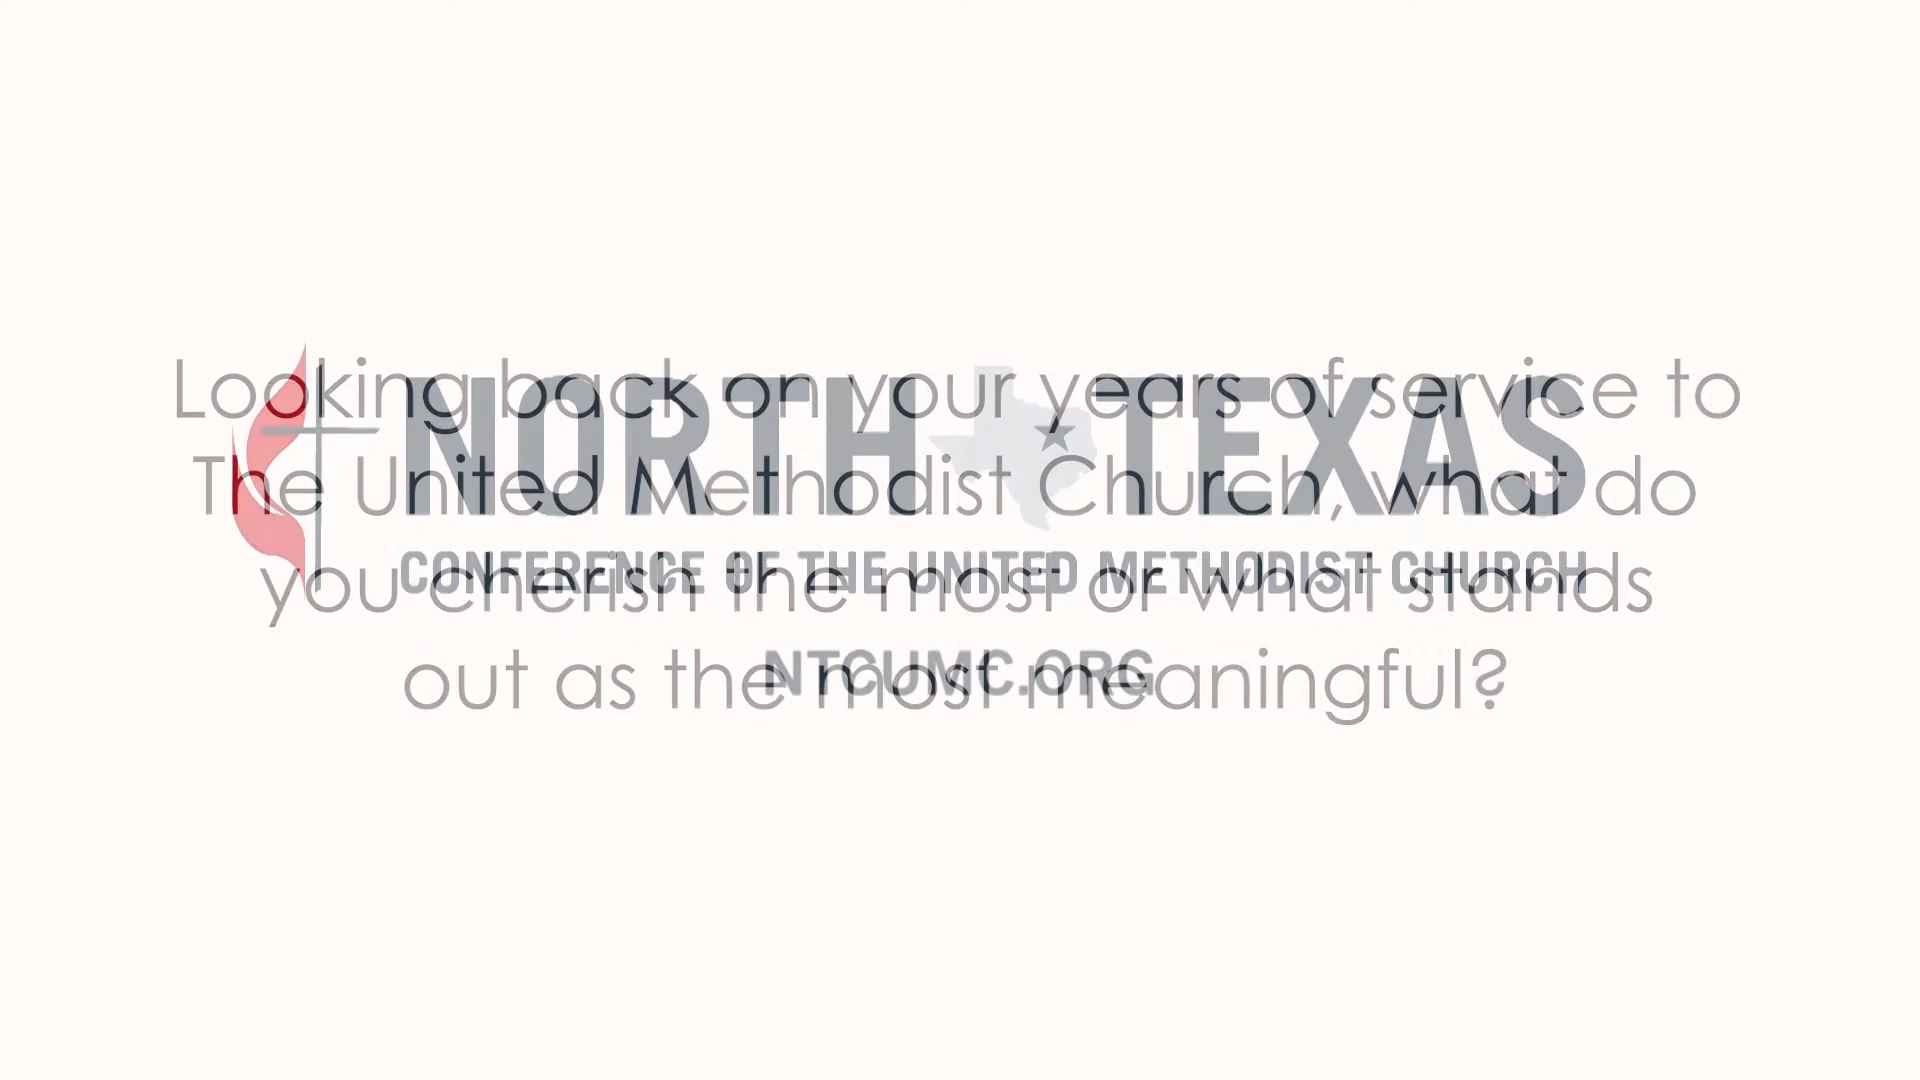 Looking back on your years of service to
The United Methodist Church, what do
you cherish the most or what stands
out as the most meaningful?
NORTH TEXAS
CONFERENCE OF THE UNITED METHODIST CHURCH
NTCUMC.ORG